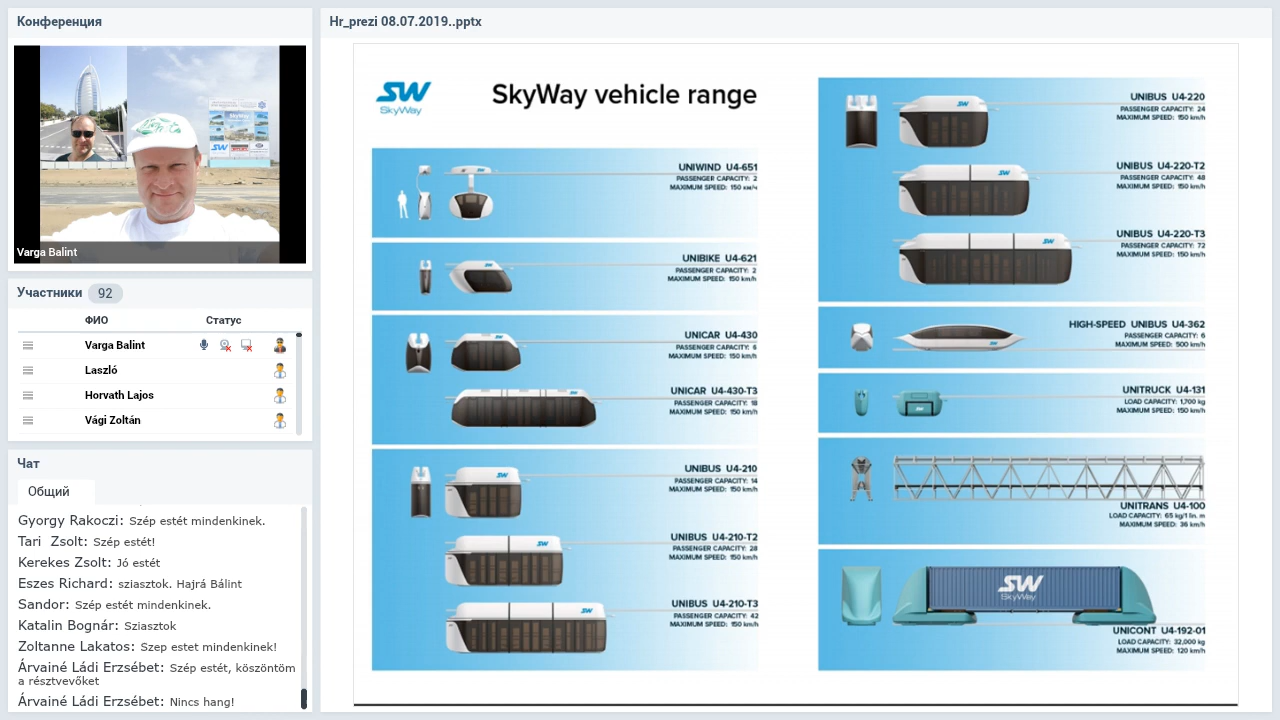 Конференция
Varga Balint
Участники 92
ФИО Статус
Varga Balint
Laszló
Horvath Lajos
Vági Zoltán
Чат
Общий
Gyorgy Rakoczi: Szép estét mindenkinek.
Tari Zsolt: Szép estét!
Kerekes Zsolt: Jó estét
Eszes Richard: sziasztok. Hajrá Bálint
Sandor: Szép estét mindenkinek.
Katalin Bognár: Sziasztok
Zoltanne Lakatos: Szep estet mindenkinek!
Árvainé Ládi Erzsébet: Szép estét, köszöntöm
a résztvevőket
Árvainé Ládi Erzsébet: Nincs hang!
Hr_prezi 08.07.2019..pptx
SW
SkyWay
SkyWay vehicle range
UNIWIND U4-651
PASSENGER CAPACITY: 2
MAXIMUM SPEED: 150 км/ч
UNIBIKE U4-621
PASSENGER CAPACITY: 2
MAXIMUM SPEED: 150 km/h
UNICAR U4-430
PASSENGER CAPACITY: 6
MAXIMUM SPEED: 150 km/h
UNICAR U4-430-T3
PASSENGER CAPACITY: 18
MAXIMUM SPEED: 150 km/h
UNIBUS U4-210
PASSENGER CAPACITY: 14
MAXIMUM SPEED: 150 km/h
UNIBUS U4-210-T2
PASSENGER CAPACITY: 28
MAXIMUM SPEED: 150 km/h
UNIBUS U4-210-T3
PASSENGER CAPACITY: 42
MAXIMUM SPEED: 150 km/h
UNIBUS U4-220
PASSENGER CAPACITY: 24
MAXIMUM SPEED: 150 km/h
UNIBUS U4-220-T2
PASSENGER CAPACITY: 48
MAXIMUM SPEED: 150 km/h
UNIBUS U4-220-T3
PASSENGER CAPACITY: 72
MAXIMUM SPEED: 150 km/h
HIGH-SPEED UNIBUS U4-362
PASSENGER CAPACITY: 6
MAXIMUM SPEED: 500 km/h
UNITRUCK U4-131
LOAD CAPACITY: 1,700 kg
MAXIMUM SPEED: 150 km/h
UNITRANS U4-100
LOAD CAPACITY: 65 kg/1 lin. m
MAXIMUM SPEED: 36 km/h
SW
SkyWay
UNICONT U4-192-01
LOAD CAPACITY: 32,000 kg
MAXIMUM SPEED: 120 km/h